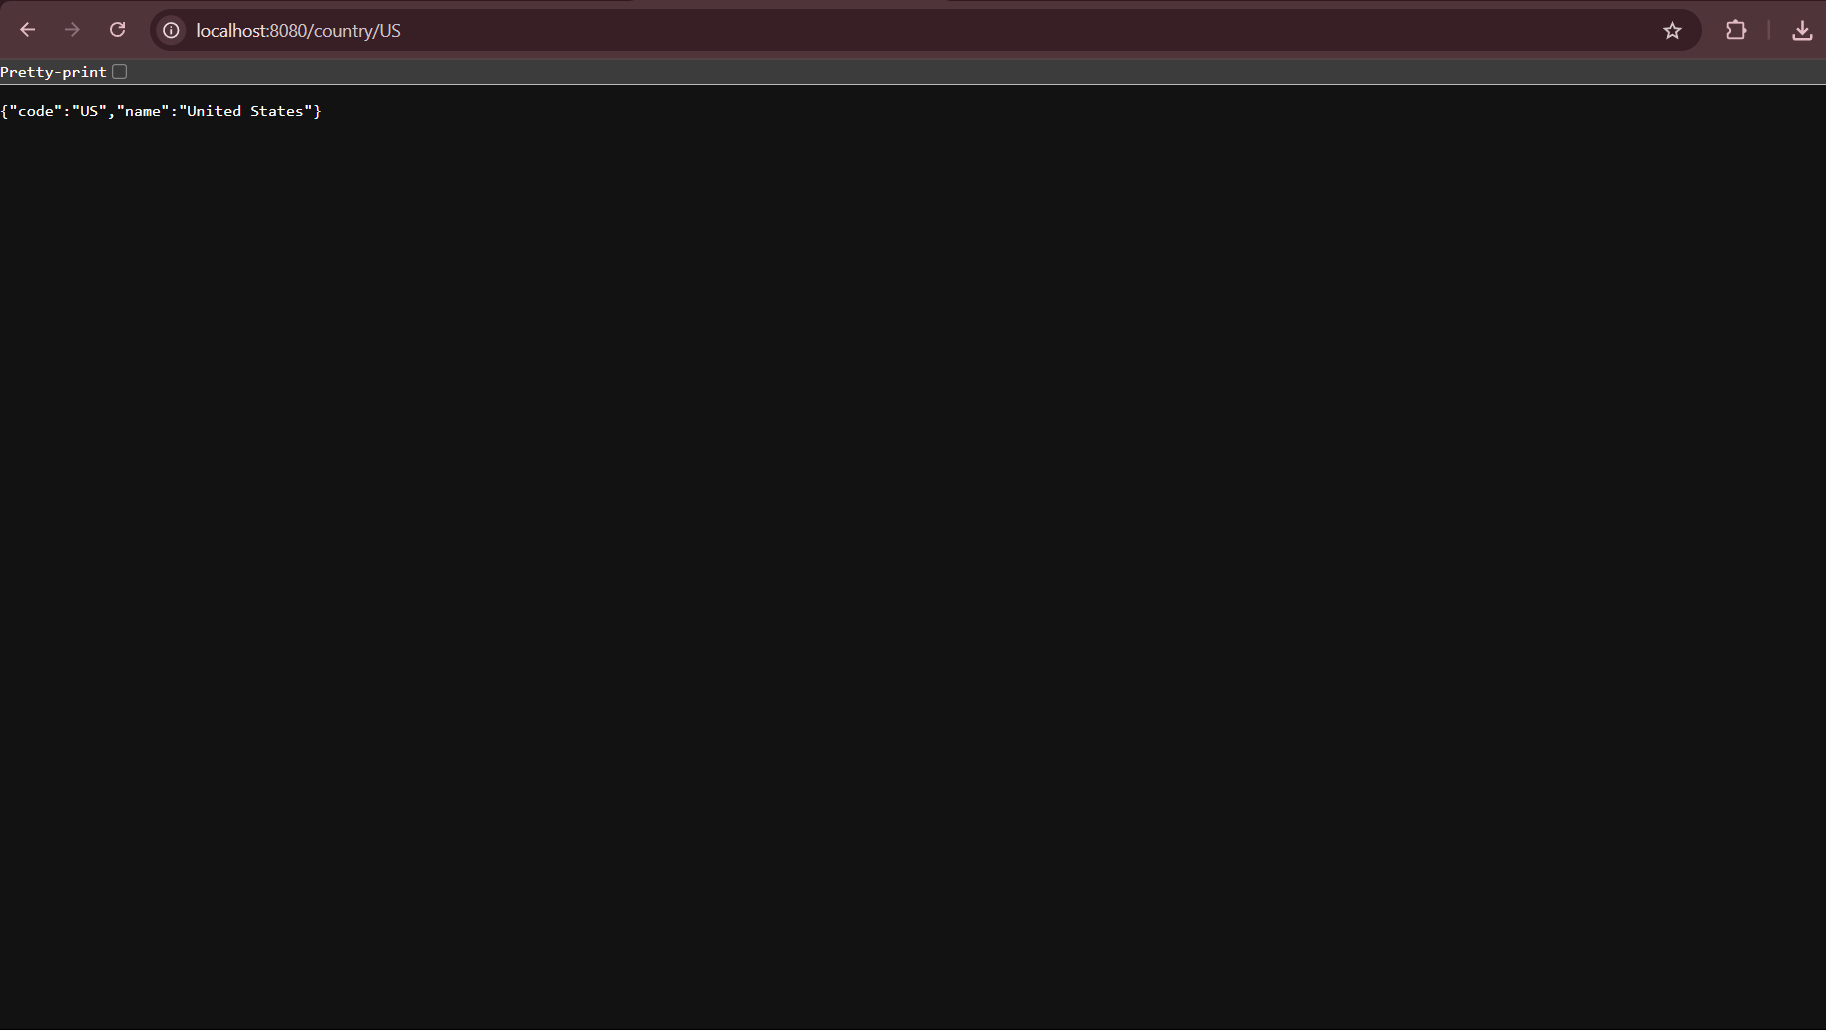 localhost:8080/country/US
Pretty-print
{"code":"US","name":"United States"}